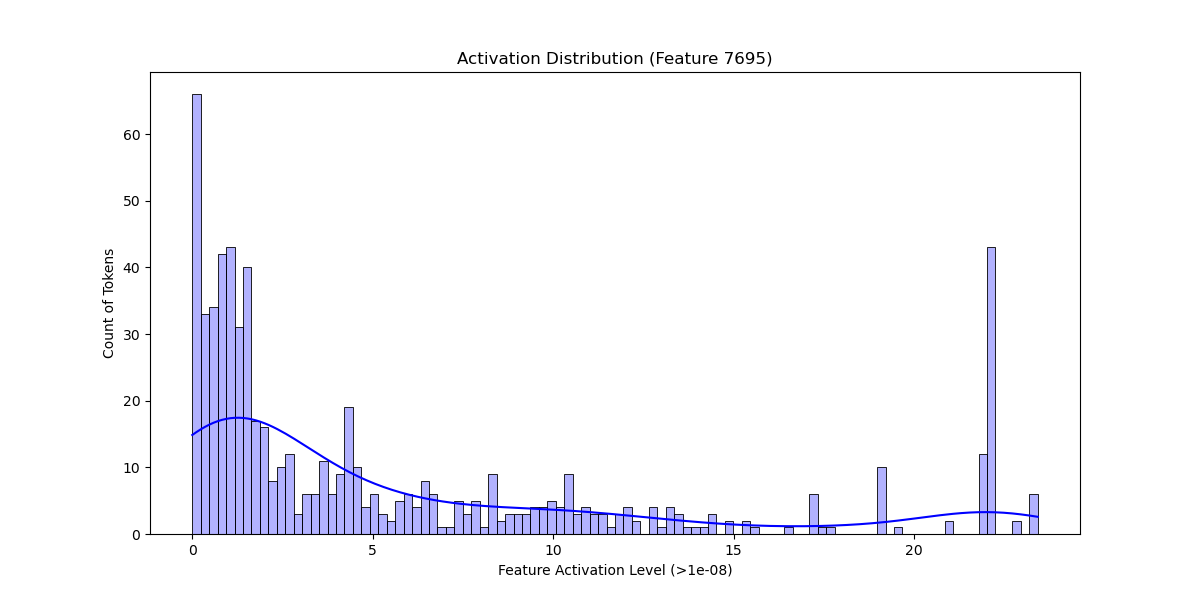 Activation Distribution (Feature 7695)
Count of Tokens
60
50
40
30
20
10
0
0 5 10 15 20
Feature Activation Level (>1e-08)